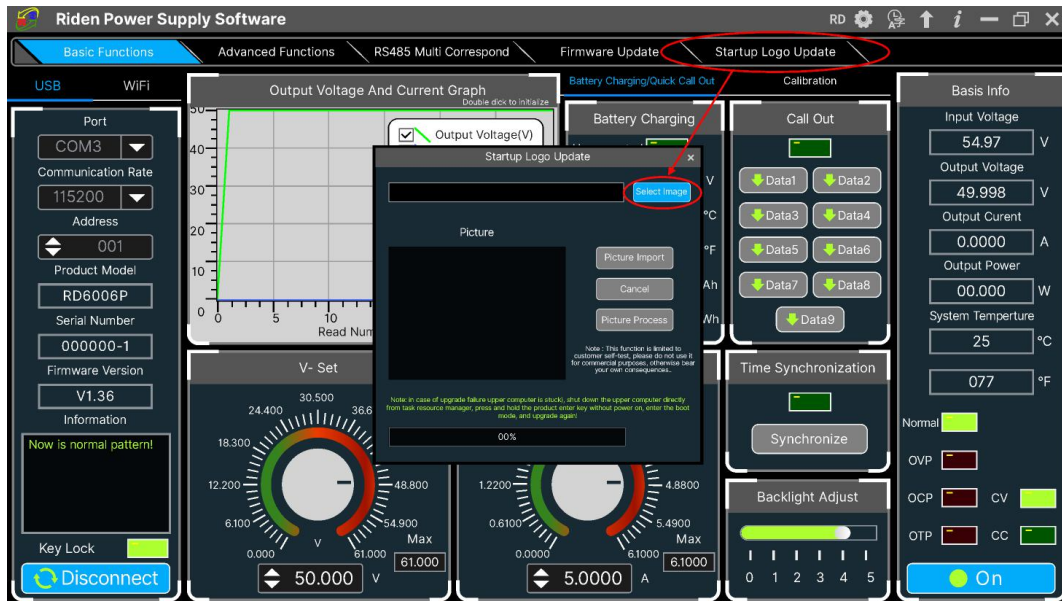 Riden Power Supply Software
RD
Basic Functions
Advanced Functions
RS485 Multi Correspond
Firmware Update
Startup Logo Update
USB
WiFi
Port
COM3
Communication Rate
115200
Address
001
Product Model
RD6006P
Serial Number
000000-1
Firmware Version
V1.36
Information
Now is normal pattern!
Key Lock
Disconnect
Output Voltage And Current Graph
Double dick to initialize
Output Voltage(V)
40
30
20
10
0
0
5
10
Read Num
Battery Charging/Quick Call Out
Calibration
Battery Charging
V
°C
°F
Ah
Wh
Call Out
Data1
Data2
Data3
Data4
Data5
Data6
Data7
Data8
Data9
Startup Logo Update
×
Select Image
Picture
Picture Import
Cancel
Picture Process
Note : This function is limited to
customer self-test, please do not use it
for commercial purposes, otherwise bear
your own consequences..
Note: in case of upgrade failure upper computer is stuck), shut down the upper computer directly
from task resource manager, press and hold the product enter key without power on, enter the boot
mode, and upgrade again!
00%
V- Set
30.500
24.400
36.6
18.300
12.200
48.800
6.100
54.900
0.000
V
61.000
Max
61.000
50.000
V
1.2200
4.8800
0.6100
5.4900
0.0000
6.1000
Max
6.1000
5.0000
A
Time Synchronization
Synchronize
Backlight Adjust
0 1 2 3 4 5
Basis Info
Input Voltage
54.97 V
Output Voltage
49.998 V
Output Curent
0.0000 A
Output Power
00.000 W
System Temperture
25 °C
077 °F
Normal
OVP
OCP
CV
OTP
CC
On